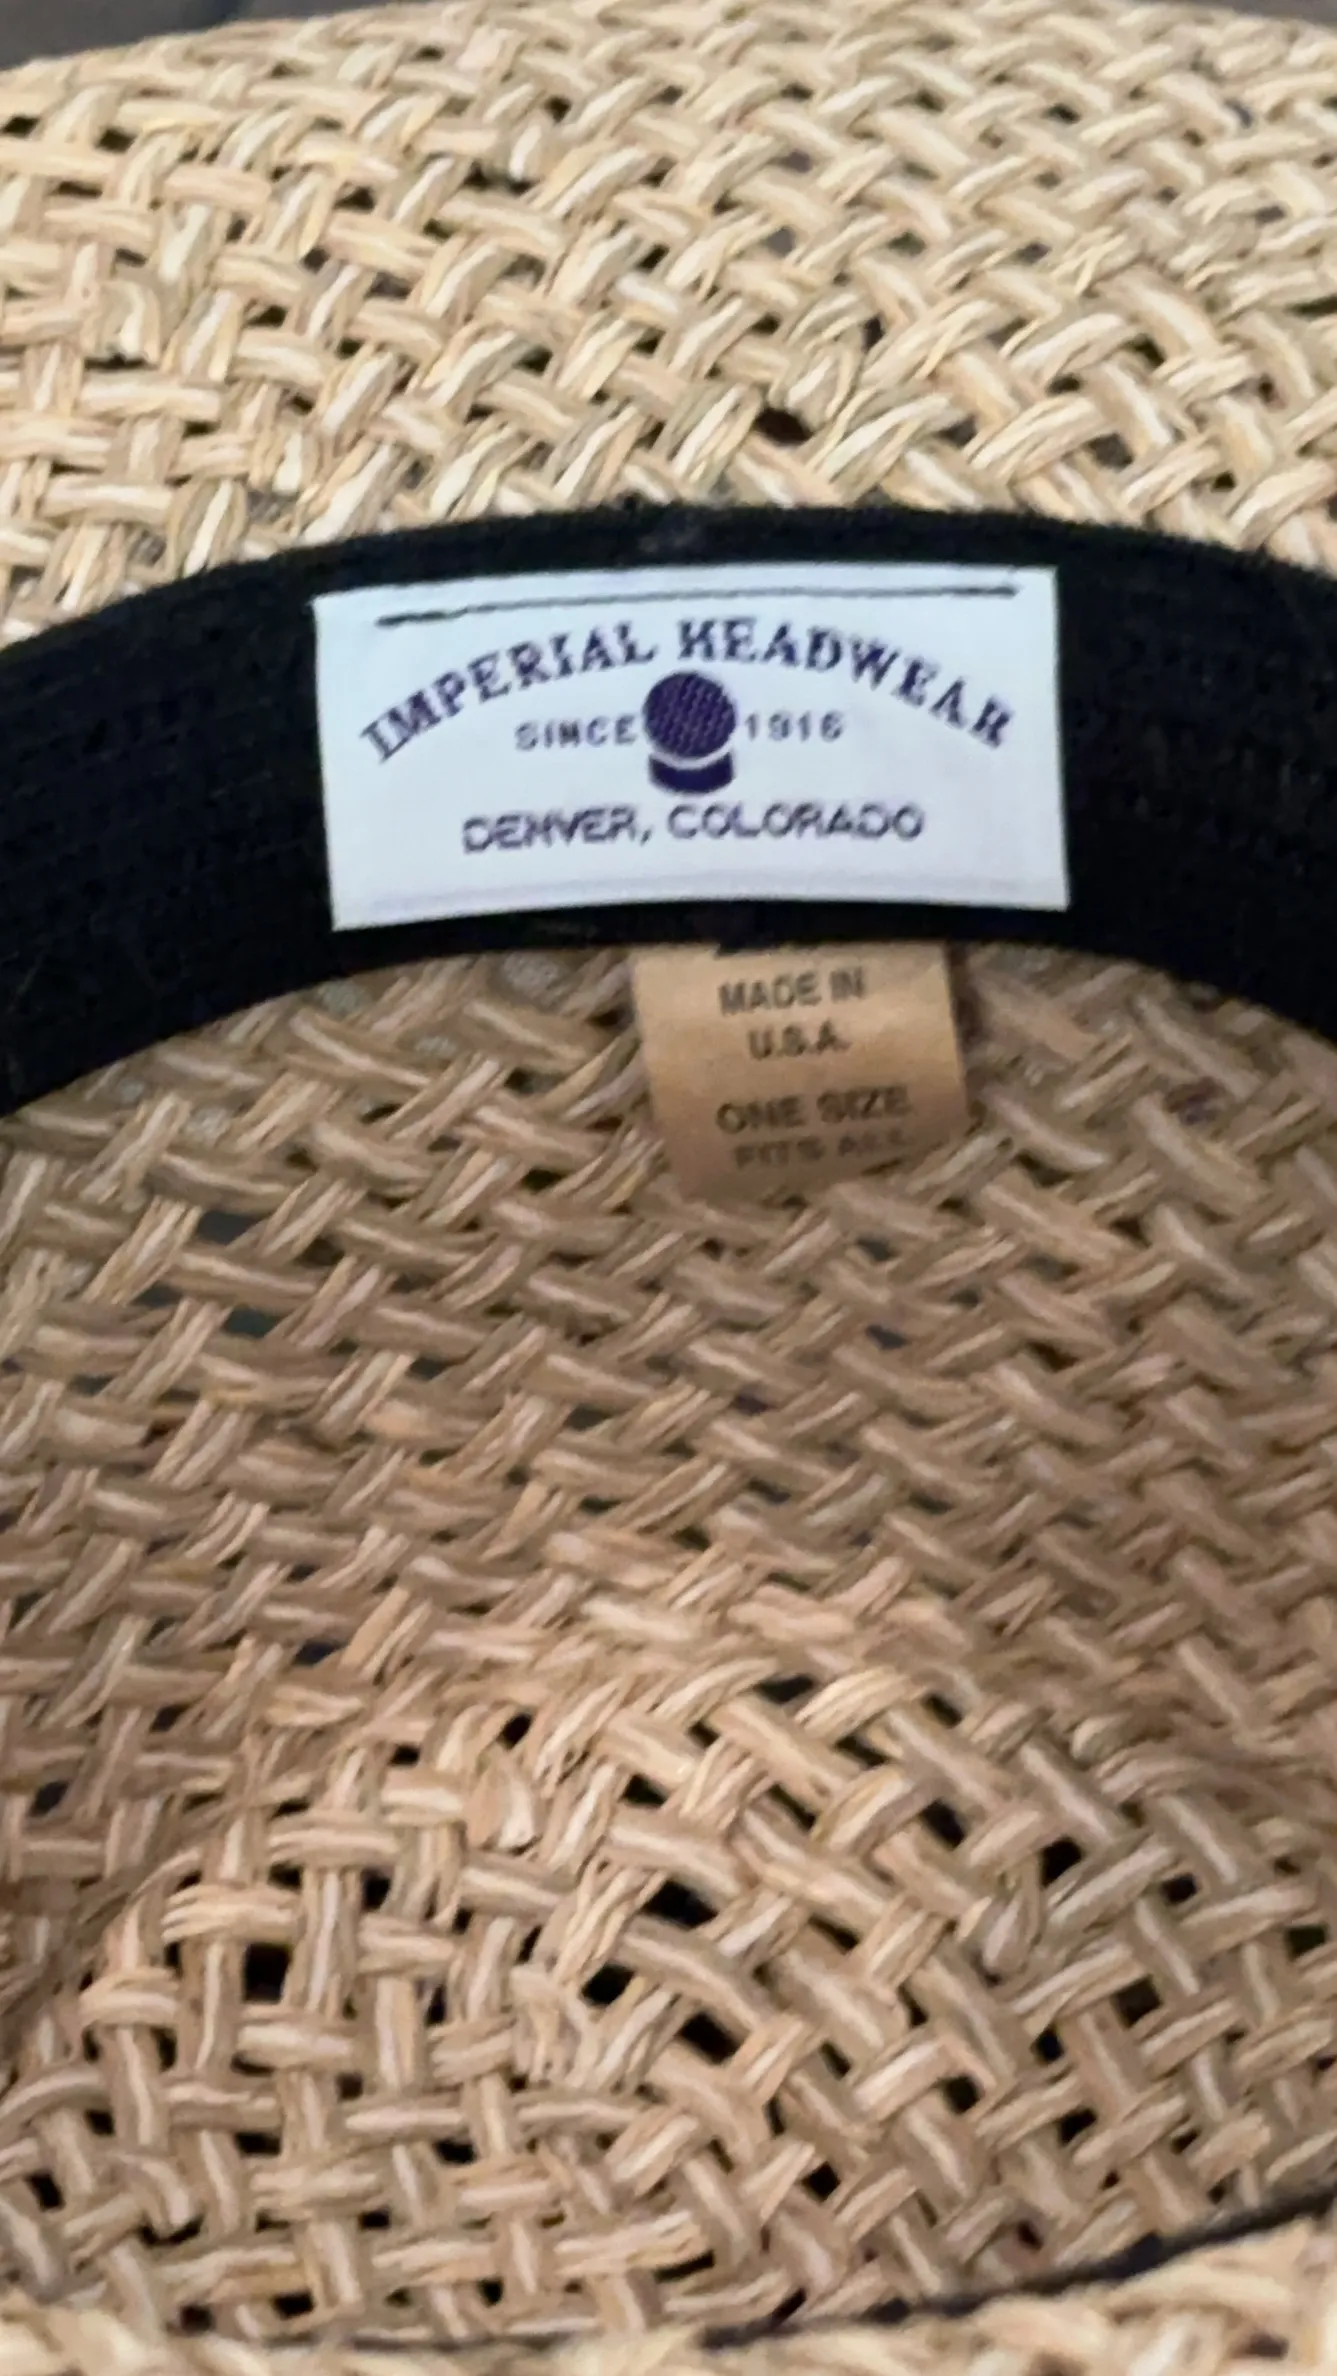 IMPERIAL HEADWEAR
SINCE 1916
DENVER, COLORADO
MADE IN
U.S.A.
ONE SIZE
FITS ALL